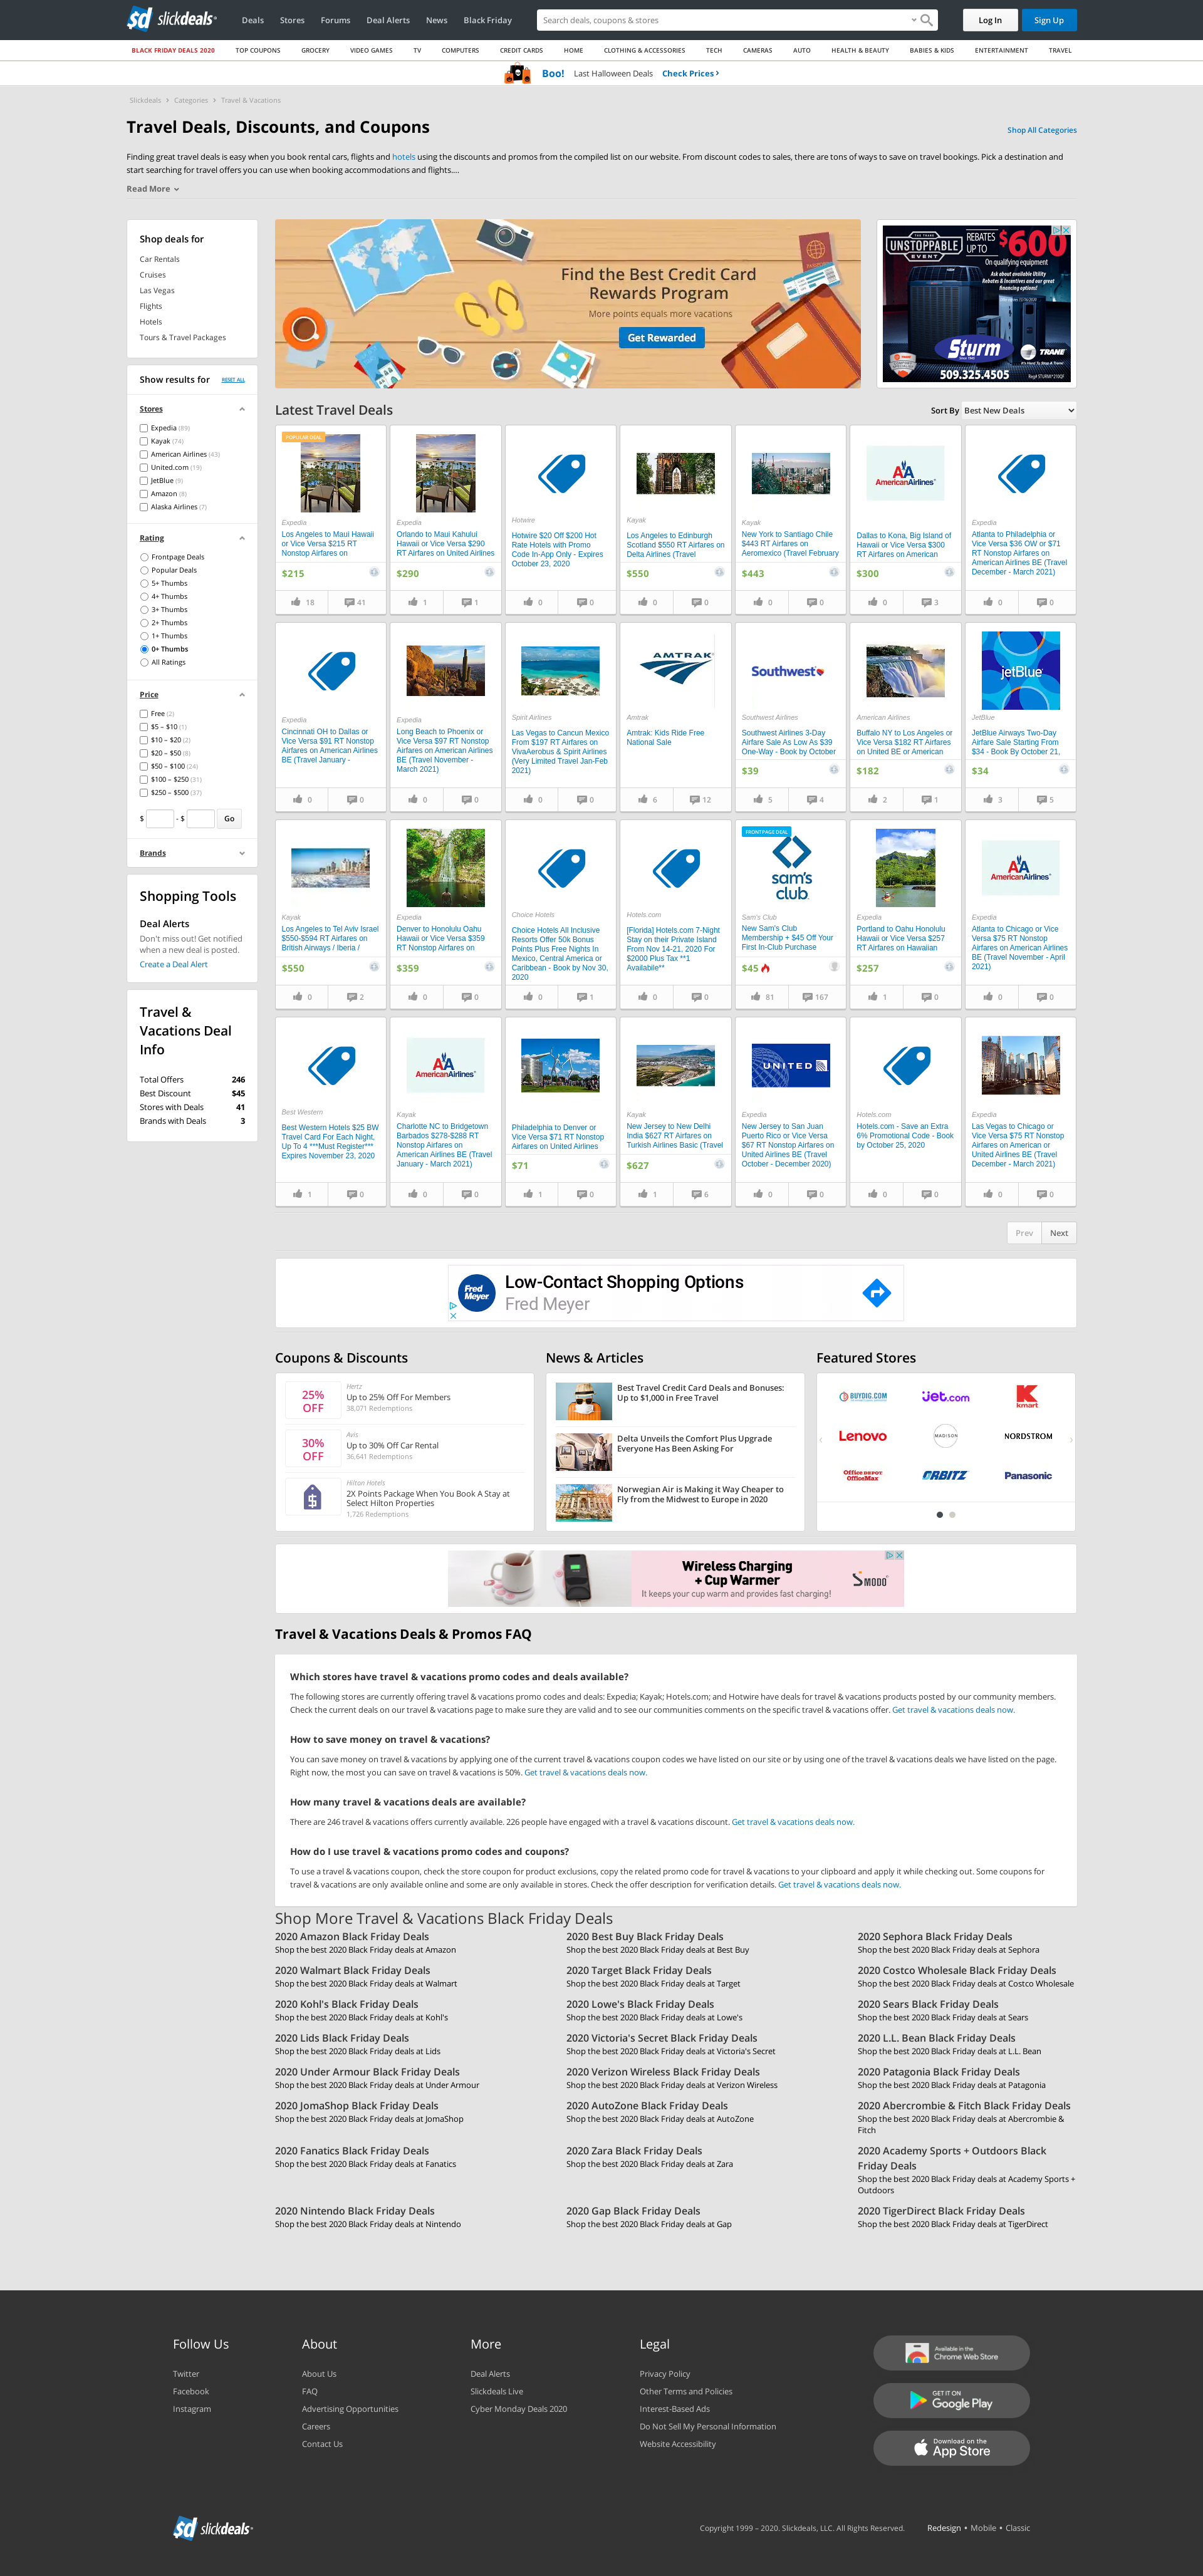 slickdeals
Deals
Stores
Forums
Deal Alerts
News
Black Friday
Search deals, coupons & stores
Log In
Sign Up
BLACK FRIDAY DEALS 2020
TOP COUPONS
GROCERY
VIDEO GAMES
TV
COMPUTERS
CREDIT CARDS
HOME
CLOTHING & ACCESSORIES
TECH
CAMERAS
AUTO
HEALTH & BEAUTY
BABIES & KIDS
ENTERTAINMENT
TRAVEL
Boo! Last Halloween Deals Check Prices
Slickdeals > Categories > Travel & Vacations
Travel Deals, Discounts, and Coupons
Shop All Categories
Finding great travel deals is easy when you book rental cars, flights and hotels using the discounts and promos from the compiled list on our website. From discount codes to sales, there are tons of ways to save on travel bookings. Pick a destination and
start searching for travel offers you can use when booking accommodations and flights....
Read More
Shop deals for
Car Rentals
Cruises
Las Vegas
Flights
Hotels
Tours & Travel Packages
Show results for
RESET ALL
Stores
Expedia (89)
Kayak (74)
American Airlines (43)
United.com (19)
JetBlue (9)
Amazon (8)
Alaska Airlines (7)
Rating
Frontpage Deals
Popular Deals
5+ Thumbs
4+ Thumbs
3+ Thumbs
2+ Thumbs
1+ Thumbs
0+ Thumbs
All Ratings
Price
Free (2)
$5 – $10 (1)
$10 – $20 (2)
$20 – $50 (8)
$50 – $100 (24)
$100 – $250 (31)
$250 – $500 (37)
$ - $ Go
Brands
Shopping Tools
Deal Alerts
Don't miss out! Get notified
when a new deal is posted.
Create a Deal Alert
Travel &
Vacations Deal
Info
Total Offers 246
Best Discount $45
Stores with Deals 41
Brands with Deals 3
Find the Best Credit Card
Rewards Program
More points equals more vacations
Get Rewarded
UNSTOPPABLE
EVENT
REBATES
UP TO
$600
On qualifying equipment
Ask about available Utility
Rebates & Incentives and our great
Sturm
TRANE
509.325.4505
Latest Travel Deals
Sort By Best New Deals
POPULAR DEAL
Expedia
Los Angeles to Maui Hawaii
or Vice Versa $215 RT
Nonstop Airfares on
$215
18
41
Expedia
Orlando to Maui Kahului
Hawaii or Vice Versa $290
RT Airfares on United Airlines
$290
1
1
Hotwire
Hotwire $20 Off $200 Hot
Rate Hotels with Promo
Code In-App Only - Expires
October 23, 2020
0
0
Kayak
Los Angeles to Edinburgh
Scotland $550 RT Airfares on
Delta Airlines (Travel
$550
0
0
Kayak
New York to Santiago Chile
$443 RT Airfares on
Aeromexico (Travel February
$443
0
0
AmericanAirlines
Dallas to Kona, Big Island of
Hawaii or Vice Versa $300
RT Airfares on American
$300
0
3
Expedia
Atlanta to Philadelphia or
Vice Versa $36 OW or $71
RT Nonstop Airfares on
American Airlines BE (Travel
December - March 2021)
0
0
Expedia
Cincinnati OH to Dallas or
Vice Versa $91 RT Nonstop
Airfares on American Airlines
BE (Travel January -
0
0
Expedia
Long Beach to Phoenix or
Vice Versa $97 RT Nonstop
Airfares on American Airlines
BE (Travel November -
March 2021)
0
0
Spirit Airlines
Las Vegas to Cancun Mexico
From $197 RT Airfares on
VivaAerobus & Spirit Airlines
(Very Limited Travel Jan-Feb
2021)
0
0
AMTRAK
Amtrak
Amtrak: Kids Ride Free
National Sale
6
12
Southwest
Southwest Airlines
Southwest Airlines 3-Day
Airfare Sale As Low As $39
One-Way - Book by October
$39
5
4
American Airlines
Buffalo NY to Los Angeles or
Vice Versa $182 RT Airfares
on United BE or American
$182
2
1
jetBlue
JetBlue
JetBlue Airways Two-Day
Airfare Sale Starting From
$34 - Book By October 21,
$34
3
5
Kayak
Los Angeles to Tel Aviv Israel
$550-$594 RT Airfares on
British Airways / Iberia /
$550
0
2
Expedia
Denver to Honolulu Oahu
Hawaii or Vice Versa $359
RT Nonstop Airfares on
$359
0
0
Choice Hotels
Choice Hotels All Inclusive
Resorts Offer 50k Bonus
Points Plus Free Nights In
Mexico, Central America or
Caribbean - Book by Nov 30,
2020
0
1
Hotels.com
[Florida] Hotels.com 7-Night
Stay on their Private Island
From Nov 14-21, 2020 For
$2000 Plus Tax **1
Availabile**
0
0
FRONTPAGE DEAL
sam's
club
Sam's Club
New Sam's Club
Membership + $45 Off Your
First In-Club Purchase
$45
81
167
Expedia
Portland to Oahu Honolulu
Hawaii or Vice Versa $257
RT Airfares on Hawaiian
$257
1
0
AmericanAirlines
Expedia
Atlanta to Chicago or Vice
Versa $75 RT Nonstop
Airfares on American Airlines
BE (Travel November - April
2021)
0
0
Best Western
Best Western Hotels $25 BW
Travel Card For Each Night,
Up To 4 ***Must Register***
Expires November 23, 2020
1
0
AmericanAirlines
Kayak
Charlotte NC to Bridgetown
Barbados $278-$288 RT
Nonstop Airfares on
American Airlines BE (Travel
January - March 2021)
0
0
Philadelphia to Denver or
Vice Versa $71 RT Nonstop
Airfares on United Airlines
$71
1
0
Kayak
New Jersey to New Delhi
India $627 RT Airfares on
Turkish Airlines Basic (Travel
$627
1
6
UNITED
Expedia
New Jersey to San Juan
Puerto Rico or Vice Versa
$67 RT Nonstop Airfares on
United Airlines BE (Travel
October - December 2020)
0
0
Hotels.com
Hotels.com - Save an Extra
6% Promotional Code - Book
by October 25, 2020
0
0
Expedia
Las Vegas to Chicago or
Vice Versa $75 RT Nonstop
Airfares on American or
United Airlines BE (Travel
December - March 2021)
0
0
Prev
Next
Fred Meyer
Low-Contact Shopping Options
Fred Meyer
Coupons & Discounts
25%
OFF
Hertz
Up to 25% Off For Members
38,071 Redemptions
30%
OFF
Avis
Up to 30% Off Car Rental
36,641 Redemptions
Hilton Hotels
2X Points Package When You Book A Stay at
Select Hilton Properties
1,726 Redemptions
News & Articles
Best Travel Credit Card Deals and Bonuses:
Up to $1,000 in Free Travel
Delta Unveils the Comfort Plus Upgrade
Everyone Has Been Asking For
Norwegian Air is Making it Way Cheaper to
Fly from the Midwest to Europe in 2020
Featured Stores
BUYDIG.COM
jet.com
kmart
Lenovo
MADISON
NORDSTROM
Office DEPOT
OfficeMax
ORBITZ
Panasonic
Wireless Charging
+ Cup Warmer
It keeps your cup warm and provides fast charging!
SMODO
Travel & Vacations Deals & Promos FAQ
Which stores have travel & vacations promo codes and deals available?
The following stores are currently offering travel & vacations promo codes and deals: Expedia; Kayak; Hotels.com; and Hotwire have deals for travel & vacations products posted by our community members.
Check the current deals on our travel & vacations page to make sure they are valid and to see our communities comments on the specific travel & vacations offer. Get travel & vacations deals now.
How to save money on travel & vacations?
You can save money on travel & vacations by applying one of the current travel & vacations coupon codes we have listed on our site or by using one of the travel & vacations deals we have listed on the page.
Right now, the most you can save on travel & vacations is 50%. Get travel & vacations deals now.
How many travel & vacations deals are available?
There are 246 travel & vacations offers currently available. 226 people have engaged with a travel & vacations discount. Get travel & vacations deals now.
How do I use travel & vacations promo codes and coupons?
To use a travel & vacations coupon, check the store coupon for product exclusions, copy the related promo code for travel & vacations to your clipboard and apply it while checking out. Some coupons for
travel & vacations are only available online and some are only available in stores. Check the offer description for verification details. Get travel & vacations deals now.
Shop More Travel & Vacations Black Friday Deals
2020 Amazon Black Friday Deals
Shop the best 2020 Black Friday deals at Amazon
2020 Best Buy Black Friday Deals
Shop the best 2020 Black Friday deals at Best Buy
2020 Sephora Black Friday Deals
Shop the best 2020 Black Friday deals at Sephora
2020 Walmart Black Friday Deals
Shop the best 2020 Black Friday deals at Walmart
2020 Target Black Friday Deals
Shop the best 2020 Black Friday deals at Target
2020 Costco Wholesale Black Friday Deals
Shop the best 2020 Black Friday deals at Costco Wholesale
2020 Kohl's Black Friday Deals
Shop the best 2020 Black Friday deals at Kohl's
2020 Lowe's Black Friday Deals
Shop the best 2020 Black Friday deals at Lowe's
2020 Sears Black Friday Deals
Shop the best 2020 Black Friday deals at Sears
2020 Lids Black Friday Deals
Shop the best 2020 Black Friday deals at Lids
2020 Victoria's Secret Black Friday Deals
Shop the best 2020 Black Friday deals at Victoria's Secret
2020 L.L. Bean Black Friday Deals
Shop the best 2020 Black Friday deals at L.L. Bean
2020 Under Armour Black Friday Deals
Shop the best 2020 Black Friday deals at Under Armour
2020 Verizon Wireless Black Friday Deals
Shop the best 2020 Black Friday deals at Verizon Wireless
2020 Patagonia Black Friday Deals
Shop the best 2020 Black Friday deals at Patagonia
2020 JomaShop Black Friday Deals
Shop the best 2020 Black Friday deals at JomaShop
2020 AutoZone Black Friday Deals
Shop the best 2020 Black Friday deals at AutoZone
2020 Abercrombie & Fitch Black Friday Deals
Shop the best 2020 Black Friday deals at Abercrombie &
Fitch
2020 Fanatics Black Friday Deals
Shop the best 2020 Black Friday deals at Fanatics
2020 Zara Black Friday Deals
Shop the best 2020 Black Friday deals at Zara
2020 Academy Sports + Outdoors Black
Friday Deals
Shop the best 2020 Black Friday deals at Academy Sports +
Outdoors
2020 Nintendo Black Friday Deals
Shop the best 2020 Black Friday deals at Nintendo
2020 Gap Black Friday Deals
Shop the best 2020 Black Friday deals at Gap
2020 TigerDirect Black Friday Deals
Shop the best 2020 Black Friday deals at TigerDirect
Follow Us
Twitter
Facebook
Instagram
About
About Us
FAQ
Advertising Opportunities
Careers
Contact Us
More
Deal Alerts
Slickdeals Live
Cyber Monday Deals 2020
Legal
Privacy Policy
Other Terms and Policies
Interest-Based Ads
Do Not Sell My Personal Information
Website Accessibility
Available in the
Chrome Web Store
GET IT ON
Google Play
Download on the
App Store
slickdeals
Copyright 1999 – 2020. Slickdeals, LLC. All Rights Reserved.
Redesign • Mobile • Classic